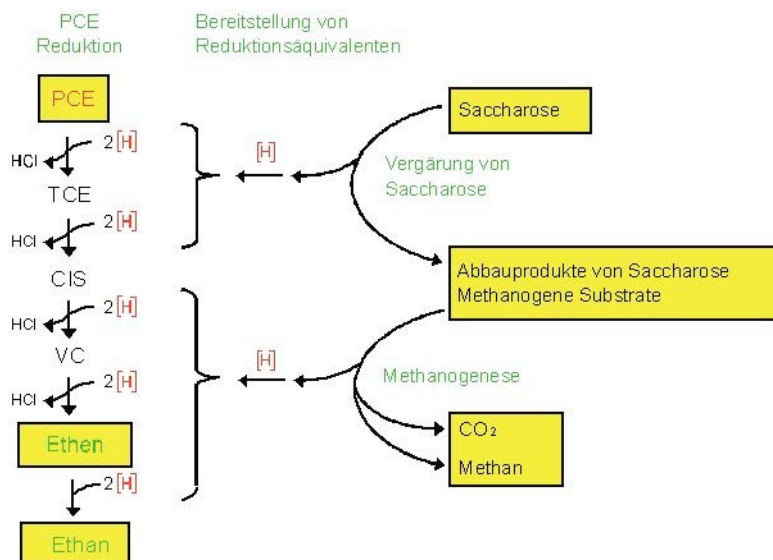 PCE
Reduktion
Bereitstellung von
Reduktionsäquivalenten
PCE
2[H]
HCl
TCE
2[H]
HCl
CIS
2[H]
HCl
VC
2[H]
HCl
Ethen
2[H]
Ethan
[H]
[H]
Saccharose
Vergärung von
Saccharose
Abbauprodukte von Saccharose
Methanogene Substrate
Methanogenese
CO₂
Methan